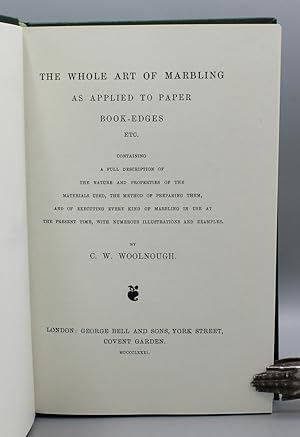 THE WHOLE ART OF MARBLING
AS APPLIED TO PAPER
BOOK-EDGES
ETC.
CONTAINING
A FULL DESCRIPTION OF
THE NATURE AND PROPERTIES OF THE
MATERIALS USED, THE METHOD OF PREPARING THEM,
AND OF EXECUTING EVERY KIND OF MARBLING IN USE AT
THE PRESENT TIME, WITH NUMEROUS ILLUSTRATIONS AND EXAMPLES.
BY
C. W. WOOLNOUGH.
LONDON: GEORGE BELL AND SONS, YORK STREET,
COVENT GARDEN.
MDCCCLXXXI.